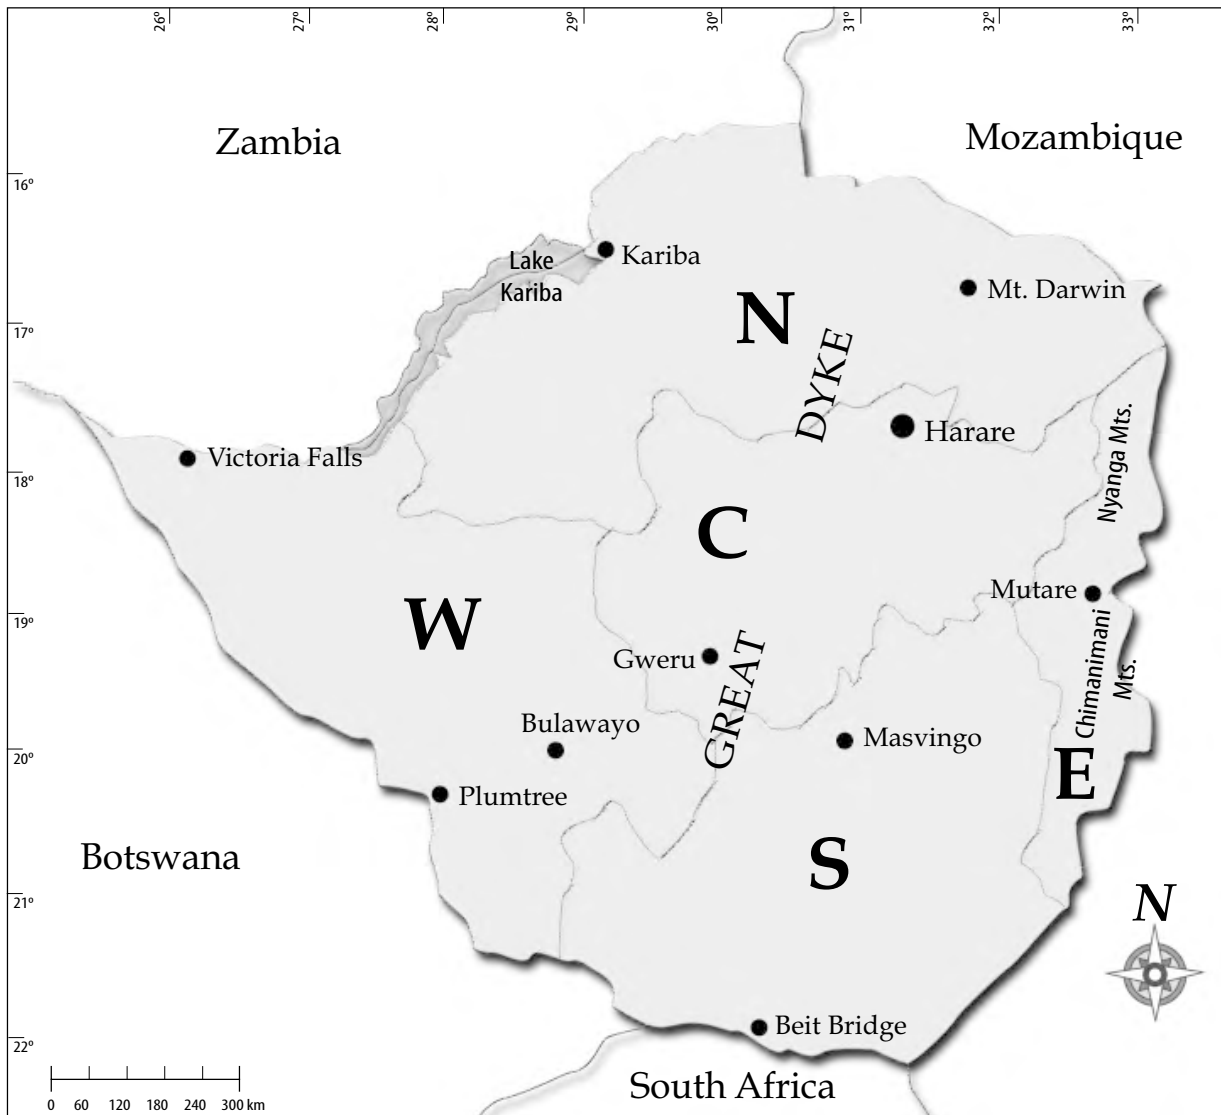 26° 27° 28° 29° 30° 31° 32° 33°
Zambia
Mozambique
16°
Lake
Kariba
Kariba
Mt. Darwin
N
17°
DYKE
Harare
Nyanga Mts.
Victoria Falls
18°
C
W
Mutare
19°
Chimanimani
Mts.
Gweru
GREAT
Bulawayo
Masvingo
20°
E
Plumtree
Botswana
S
21°
N
Beit Bridge
22°
South Africa
0 60 120 180 240 300 km